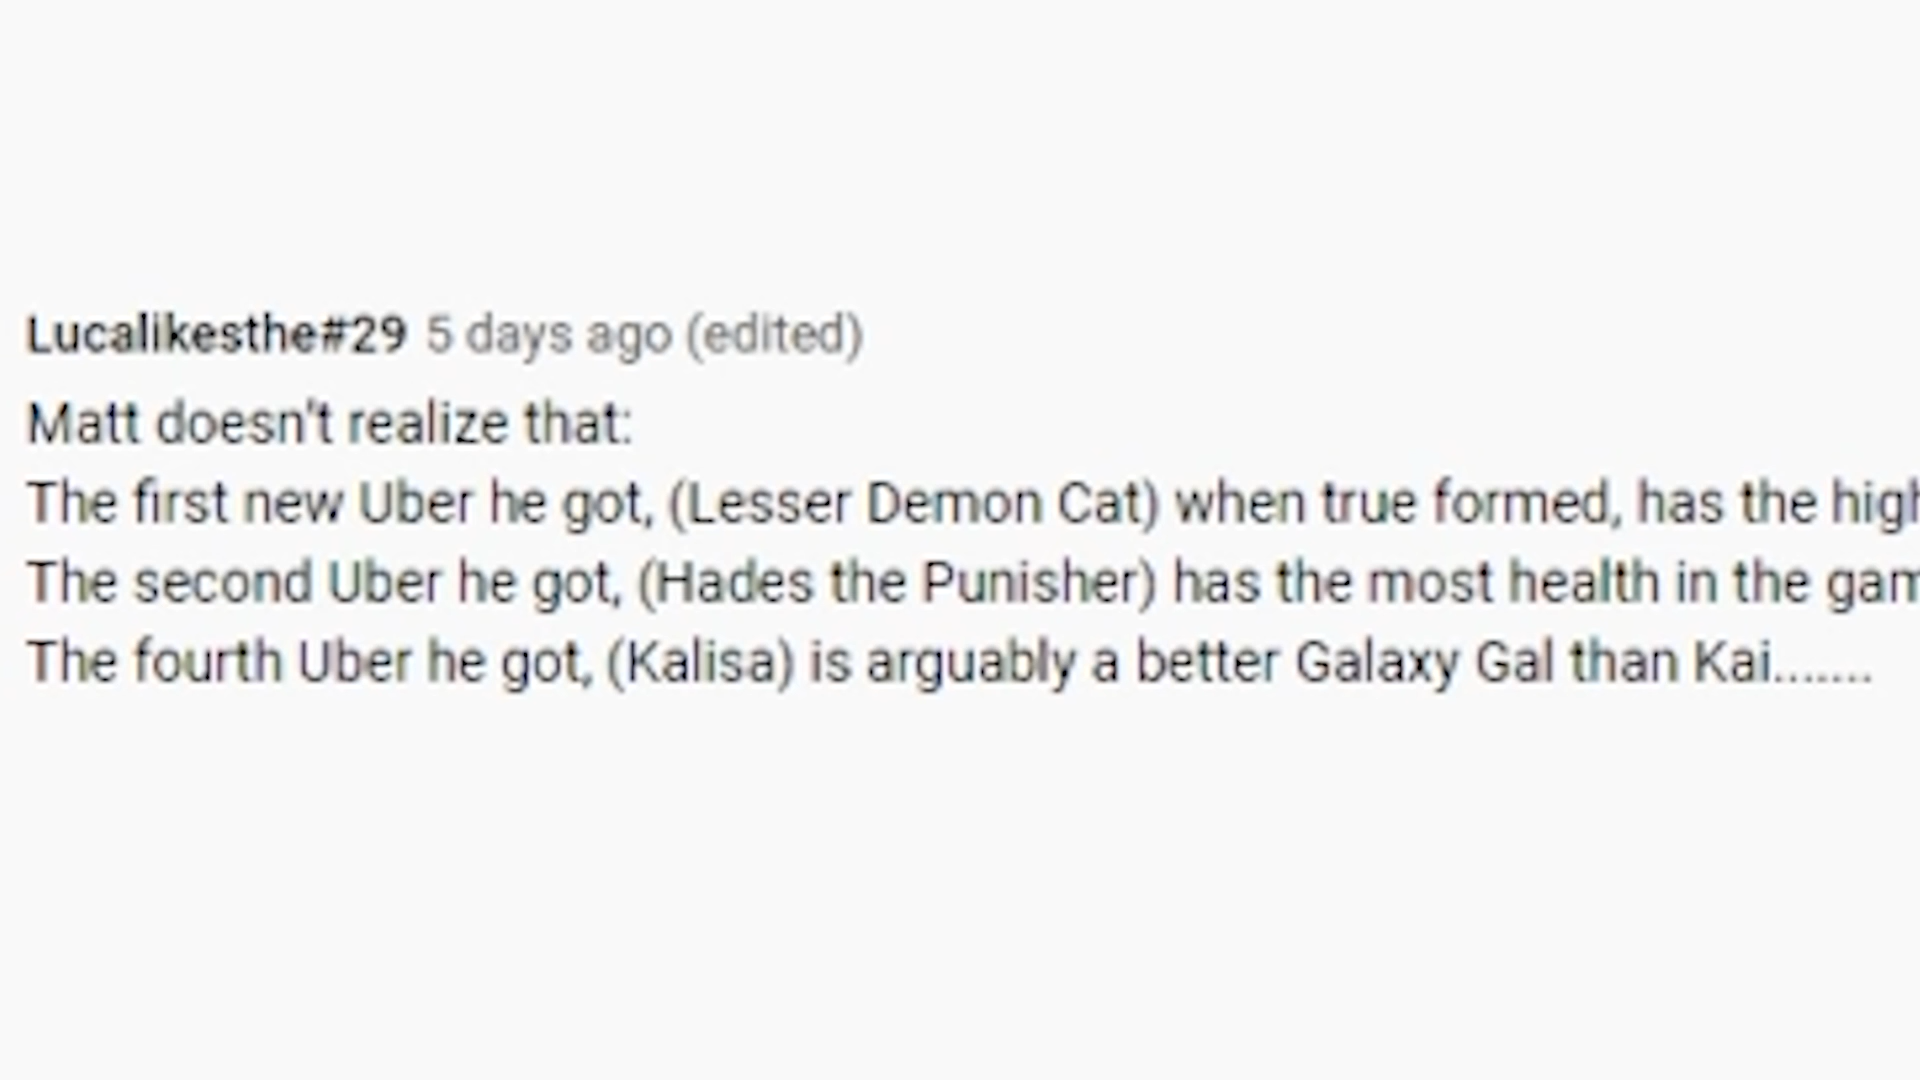 Lucalikesthe#29 5 days ago (edited)
Matt doesn't realize that:
The first new Uber he got, (Lesser Demon Cat) when true formed, has the high
The second Uber he got, (Hades the Punisher) has the most health in the gam
The fourth Uber he got, (Kalisa) is arguably a better Galaxy Gal than Kai.......